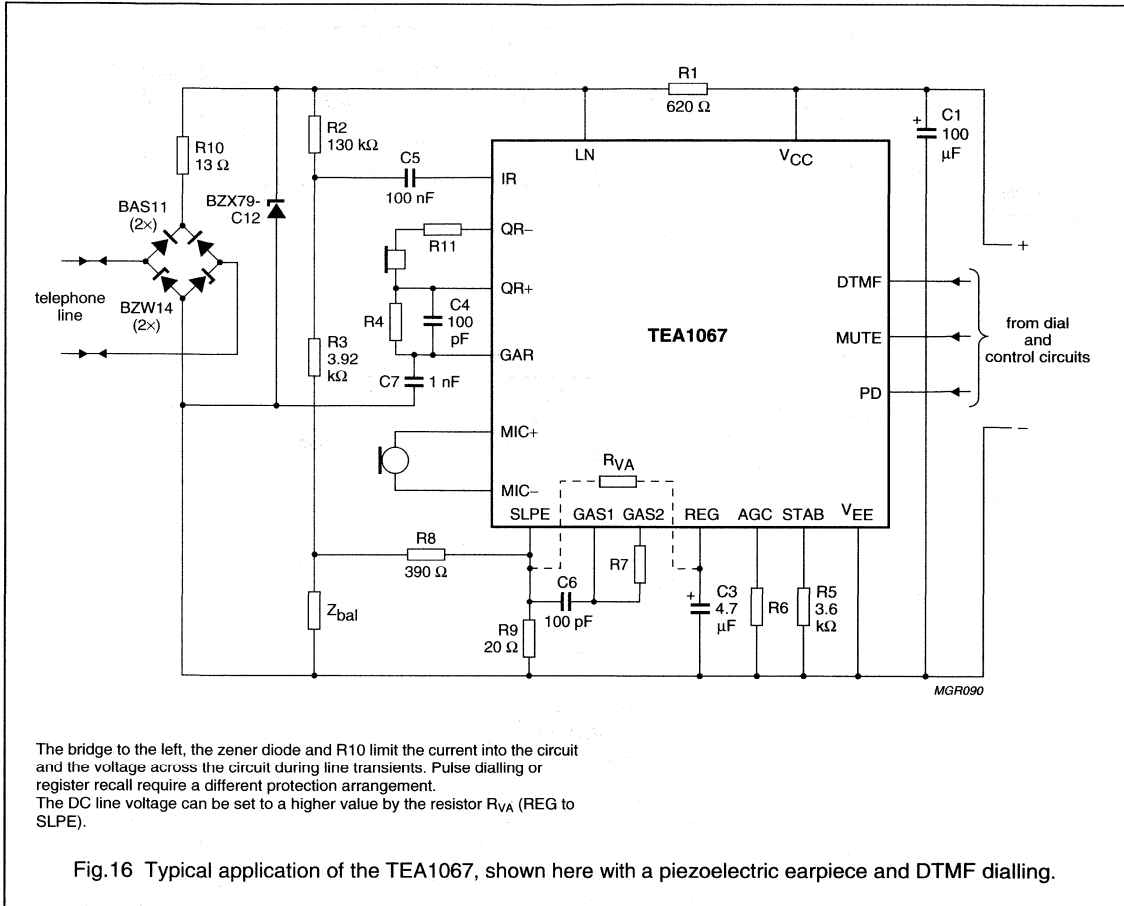 R1
620 Ω
R2
130 kΩ
C1
100
μF
+
R10
13 Ω
C5
100 nF
LN
VCC
IR
BAS11
(2×)
BZX79-
C12
QR−
R11
+
telephone
line
QR+
DTMF
BZW14
(2×)
R4
C4
100
pF
TEA1067
MUTE
from dial
and
control circuits
R3
3.92
kΩ
GAR
C7
1 nF
PD
MIC+
−
RVA
MIC−
SLPE
GAS1
GAS2
REG
AGC
STAB
VEE
R8
390 Ω
R7
C6
100 pF
+
C3
4.7
μF
R6
R5
3.6
kΩ
Zbal
R9
20 Ω
MGR090
The bridge to the left, the zener diode and R10 limit the current into the circuit
and the voltage across the circuit during line transients. Pulse dialling or
register recall require a different protection arrangement.
The DC line voltage can be set to a higher value by the resistor RVA (REG to
SLPE).
Fig.16 Typical application of the TEA1067, shown here with a piezoelectric earpiece and DTMF dialling.